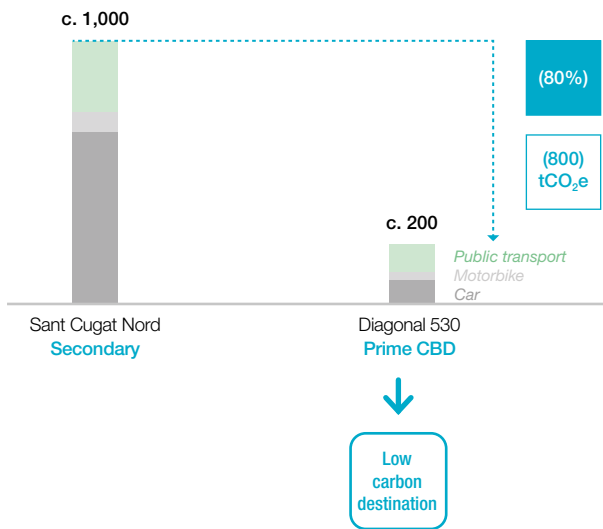 c. 1,000
(80%)
(800)
tCO₂e
c. 200
Public transport
Motorbike
Car
Sant Cugat Nord
Secondary
Diagonal 530
Prime CBD
Low
carbon
destination